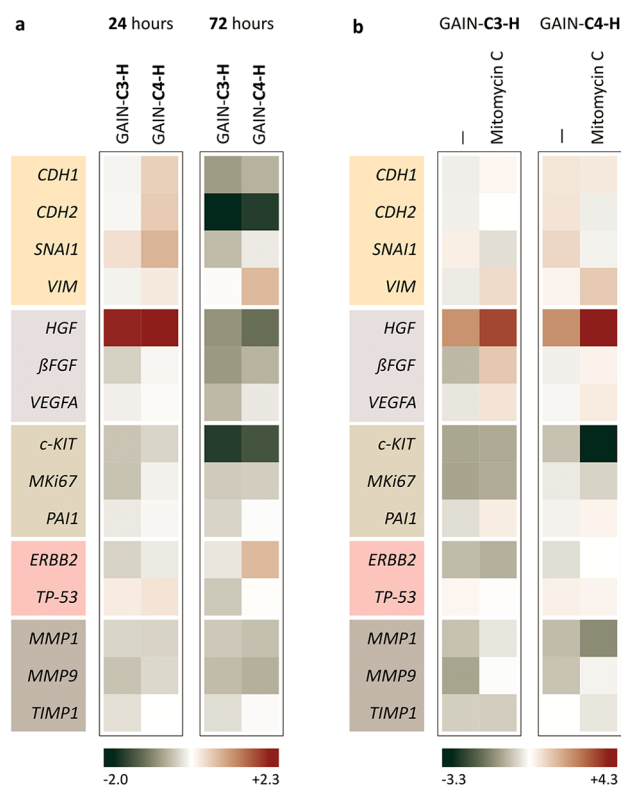 a
24 hours 72 hours
GAIN-C3-H GAIN-C4-H GAIN-C3-H GAIN-C4-H
CDH1
CDH2
SNAI1
VIM
HGF
ßFGF
VEGFA
c-KIT
MKi67
PAI1
ERBB2
TP-53
MMP1
MMP9
TIMP1
-2.0 +2.3
b
GAIN-C3-H GAIN-C4-H
– Mitomycin C – Mitomycin C
CDH1
CDH2
SNAI1
VIM
HGF
ßFGF
VEGFA
c-KIT
MKi67
PAI1
ERBB2
TP-53
MMP1
MMP9
TIMP1
-3.3 +4.3